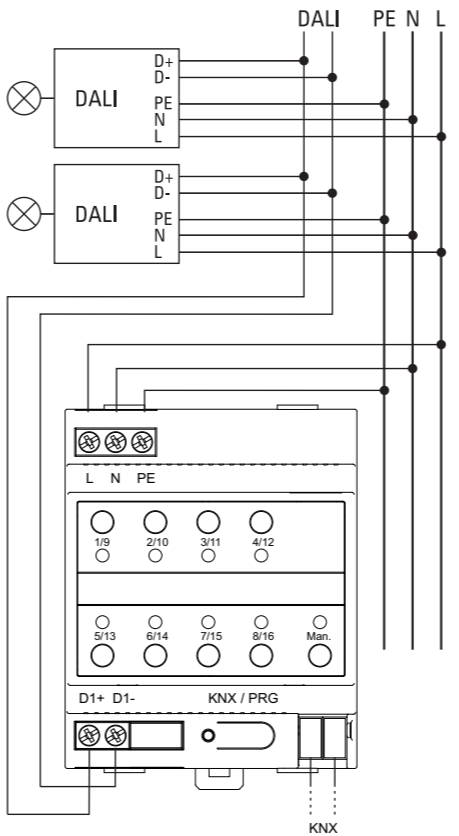 DALI PE N L
D+
D-
DALI
PE
N
L
D+
D-
DALI
PE
N
L
L N PE
1/9 2/10 3/11 4/12
5/13 6/14 7/15 8/16 Man.
D1+ D1- KNX / PRG
KNX